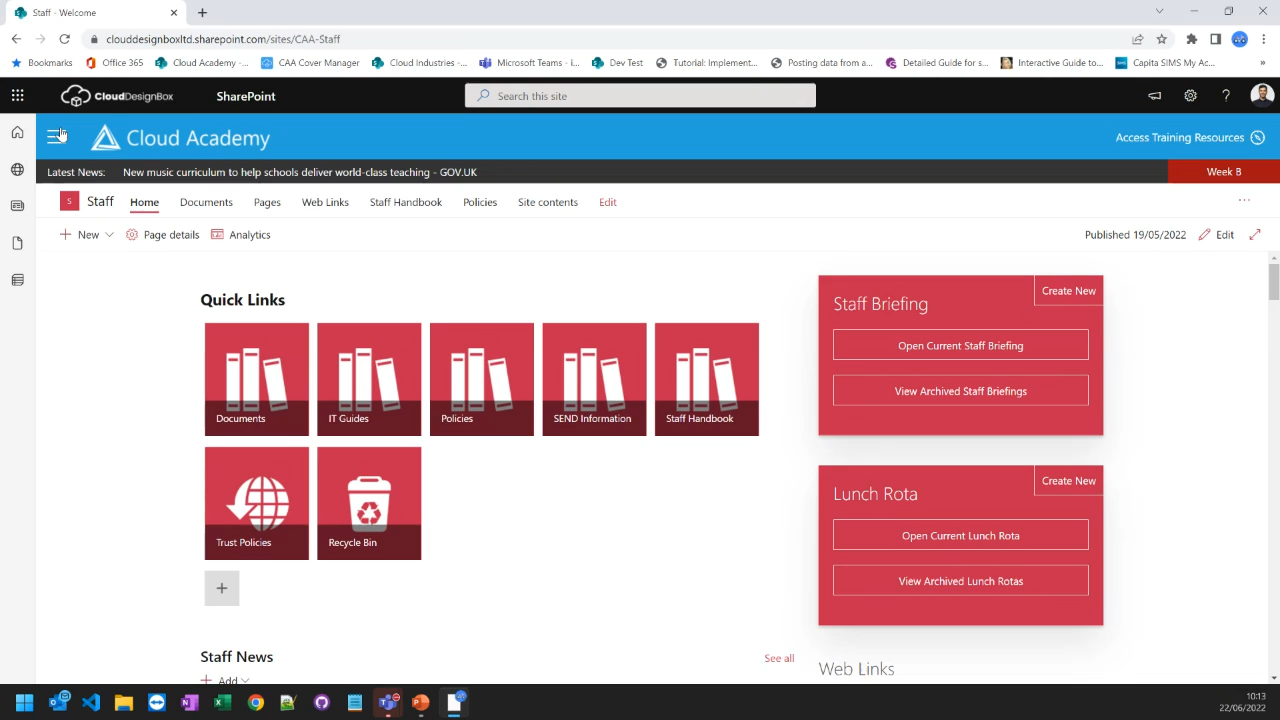 Staff - Welcome
clouddesignboxltd.sharepoint.com/sites/CAA-Staff
Bookmarks Office 365 Cloud Academy -... CAA Cover Manager Cloud Industries -... Microsoft Teams - i... Dev Test Tutorial: Implement... Posting data from a... Detailed Guide for s... Interactive Guide to... Capita SIMS My Ac...
CloudDesignBox SharePoint Search this site
Cloud Academy Access Training Resources
Latest News: New music curriculum to help schools deliver world-class teaching - GOV.UK Week B
S Staff Home Documents Pages Web Links Staff Handbook Policies Site contents Edit
New Page details Analytics Published 19/05/2022 Edit
Quick Links
Documents IT Guides Policies SEND Information Staff Handbook
Trust Policies Recycle Bin
Staff Briefing Create New
Open Current Staff Briefing
View Archived Staff Briefings
Lunch Rota Create New
Open Current Lunch Rota
View Archived Lunch Rotas
Staff News See all
Add
Web Links
10:13
22/06/2022